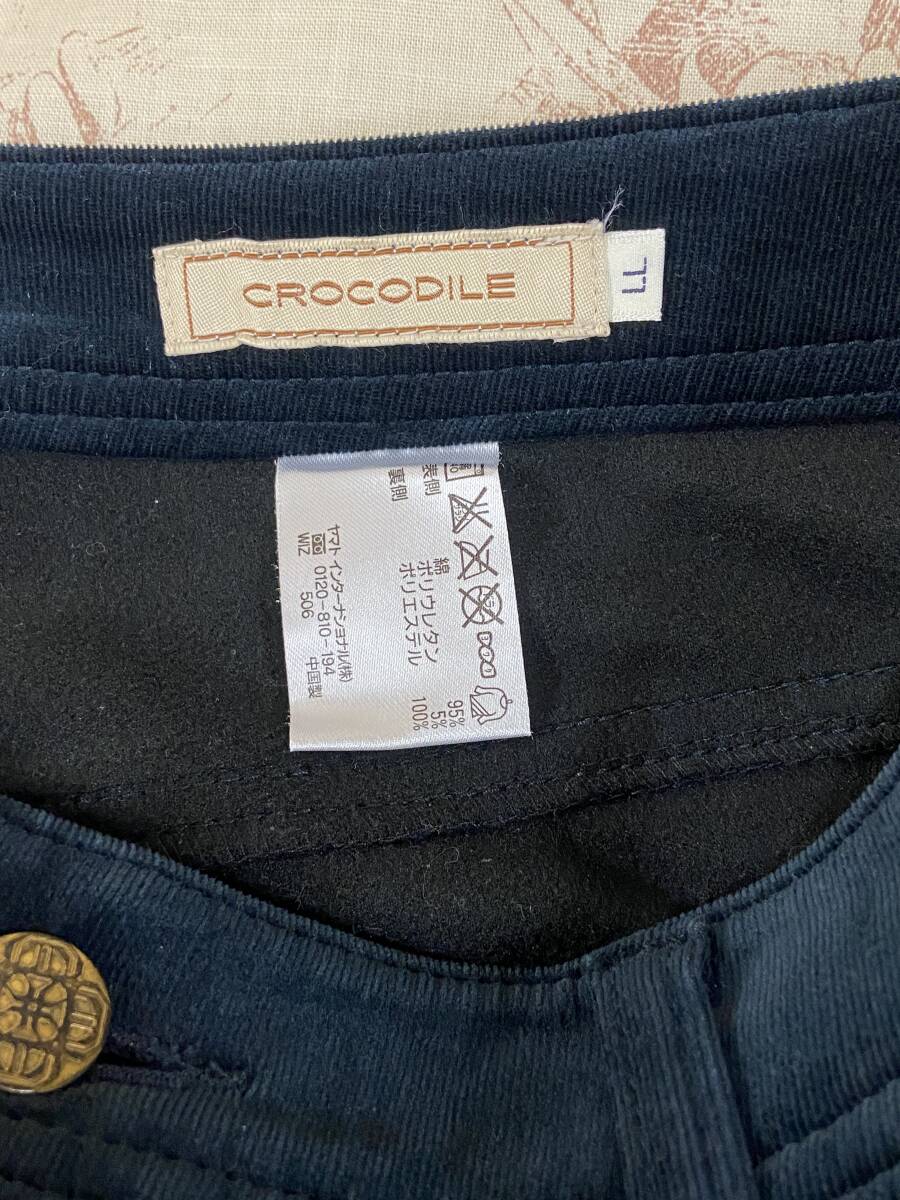 CROCODILE
LL
表側
裏側
綿 95%
ポリウレタン 5%
ポリエステル 100%
ヤマトインターナショナル(株)
0120-810-194
WIZ 506 中国製